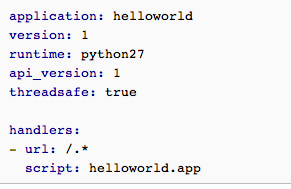 application: helloworld
version: 1
runtime: python27
api_version: 1
threadsafe: true

handlers:
- url: /.*
  script: helloworld.app